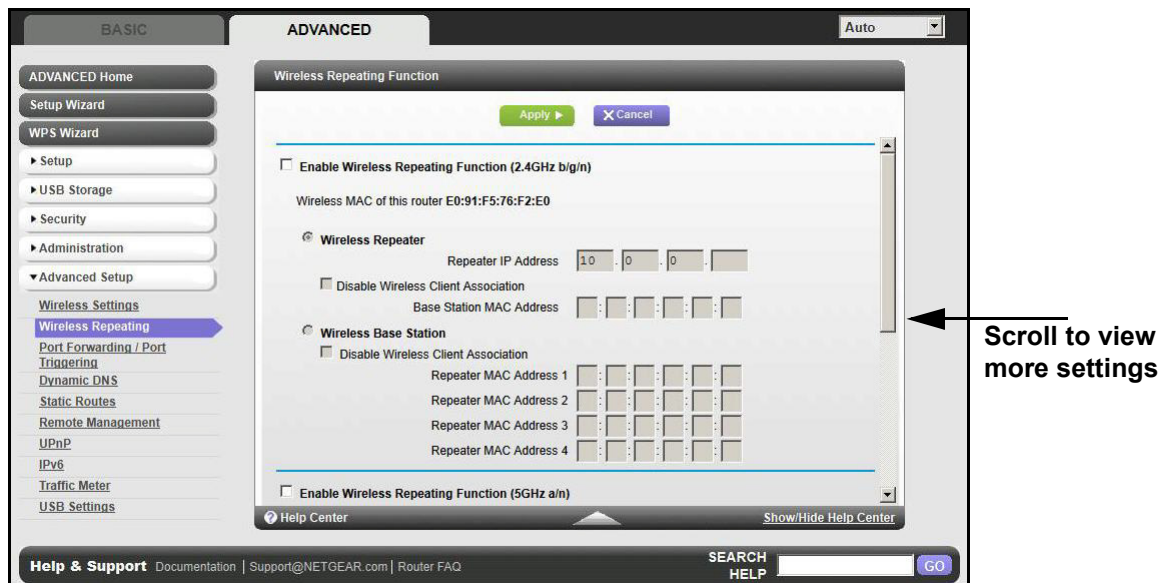 BASIC
ADVANCED
Auto
ADVANCED Home
Setup Wizard
WPS Wizard
Setup
USB Storage
Security
Administration
Advanced Setup
Wireless Settings
Wireless Repeating
Port Forwarding / Port
Triggering
Dynamic DNS
Static Routes
Remote Management
UPnP
IPv6
Traffic Meter
USB Settings
Wireless Repeating Function
Apply
X Cancel
Enable Wireless Repeating Function (2.4GHz b/g/n)
Wireless MAC of this router E0:91:F5:76:F2:E0
Wireless Repeater
Repeater IP Address 10 . 0 . 0 .
Disable Wireless Client Association
Base Station MAC Address : : : : :
Wireless Base Station
Disable Wireless Client Association
Repeater MAC Address 1 : : : : :
Repeater MAC Address 2 : : : : :
Repeater MAC Address 3 : : : : :
Repeater MAC Address 4 : : : : :
Enable Wireless Repeating Function (5GHz a/n)
? Help Center
Show/Hide Help Center
Scroll to view
more settings
Help & Support Documentation | Support@NETGEAR.com | Router FAQ
SEARCH
HELP
GO